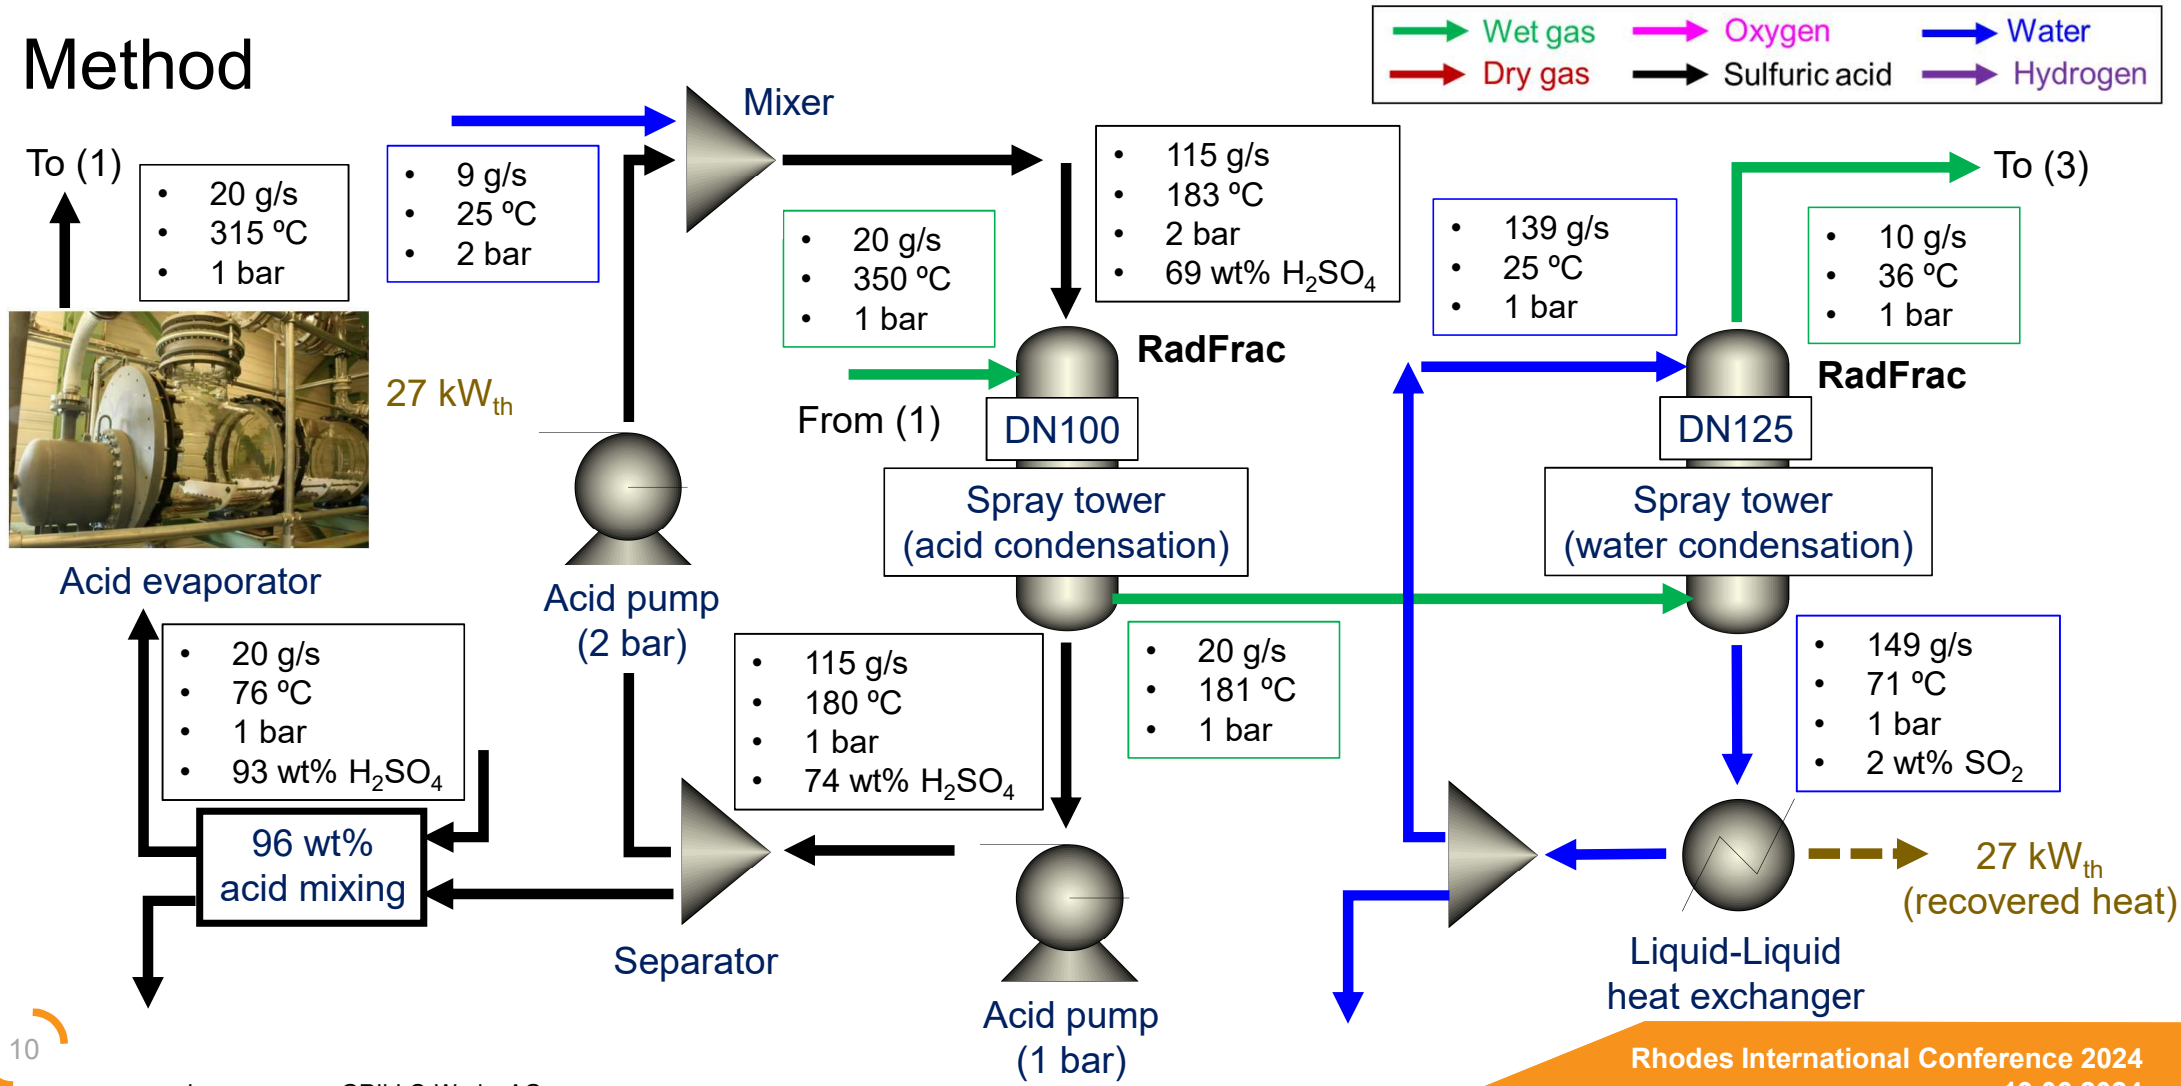 Method
Wet gas
Oxygen
Water
Dry gas
Sulfuric acid
Hydrogen
To (1)
• 20 g/s
• 315 ºC
• 1 bar
• 9 g/s
• 25 ºC
• 2 bar
Mixer
• 115 g/s
• 183 ºC
• 2 bar
• 69 wt% H₂SO₄
• 20 g/s
• 350 ºC
• 1 bar
• 139 g/s
• 25 ºC
• 1 bar
To (3)
• 10 g/s
• 36 ºC
• 1 bar
RadFrac
RadFrac
27 kWth
From (1)
DN100
DN125
Spray tower
(acid condensation)
Spray tower
(water condensation)
Acid evaporator
Acid pump
(2 bar)
• 20 g/s
• 76 ºC
• 1 bar
• 93 wt% H₂SO₄
• 115 g/s
• 180 ºC
• 1 bar
• 74 wt% H₂SO₄
• 20 g/s
• 181 ºC
• 1 bar
• 149 g/s
• 71 ºC
• 1 bar
• 2 wt% SO₂
96 wt%
acid mixing
Separator
Acid pump
(1 bar)
27 kWth
(recovered heat)
Liquid-Liquid
heat exchanger
10
Rhodes International Conference 2024